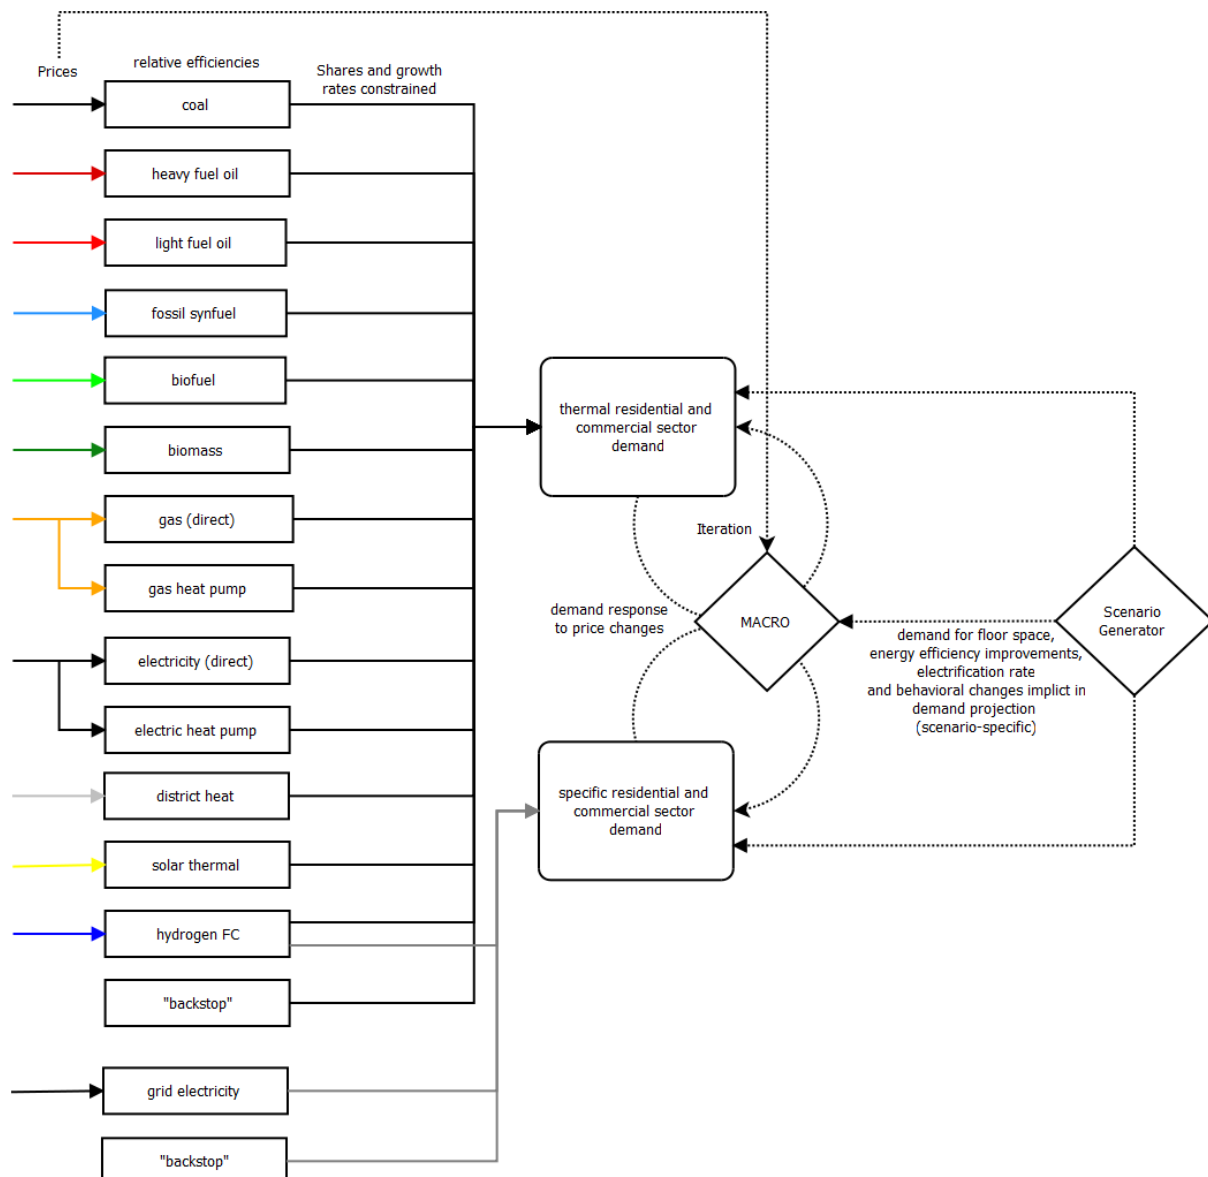 Prices
relative efficiencies
Shares and growth
rates constrained
coal
heavy fuel oil
light fuel oil
fossil synfuel
biofuel
biomass
gas (direct)
gas heat pump
electricity (direct)
electric heat pump
district heat
solar thermal
hydrogen FC
"backstop"
grid electricity
"backstop"
thermal residential and
commercial sector
demand
Iteration
demand response
to price changes
MACRO
specific residential and
commercial sector
demand
demand for floor space,
energy efficiency improvements,
electrification rate
and behavioral changes implict in
demand projection
(scenario-specific)
Scenario
Generator